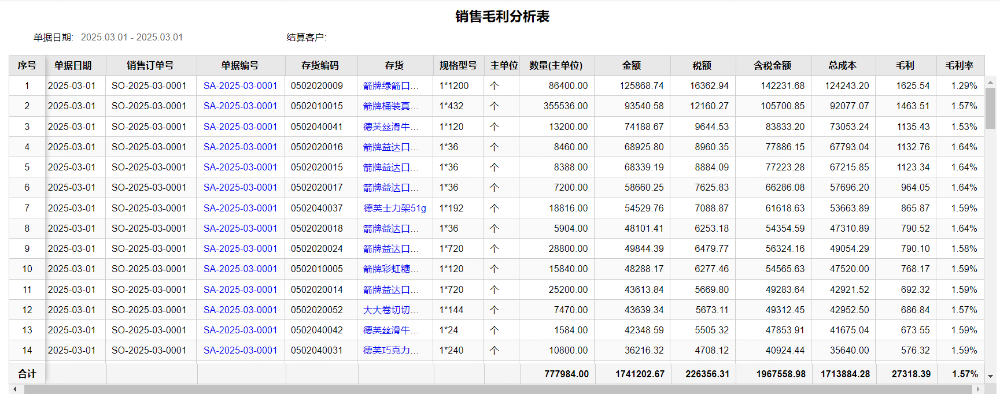 销售毛利分析表
单据日期: 2025.03.01 - 2025.03.01 结算客户:
序号 单据日期 销售订单号 单据编号 存货编码 存货 规格型号 主单位 数量(主单位) 金额 税额 含税金额 总成本 毛利 毛利率
1 2025-03-01 SO-2025-03-0001 SA-2025-03-0001 0502020009 箭牌绿箭口... 1*1200 个 86400.00 125868.74 16362.94 142231.68 124243.20 1625.54 1.29%
2 2025-03-01 SO-2025-03-0001 SA-2025-03-0001 0502010015 箭牌桶装真... 1*432 个 355536.00 93540.58 12160.27 105700.85 92077.07 1463.51 1.57%
3 2025-03-01 SO-2025-03-0001 SA-2025-03-0001 0502040041 德芙丝滑牛... 1*120 个 13200.00 74188.67 9644.53 83833.20 73053.24 1135.43 1.53%
4 2025-03-01 SO-2025-03-0001 SA-2025-03-0001 0502020016 箭牌益达口... 1*36 个 8460.00 68925.80 8960.35 77886.15 67793.04 1132.76 1.64%
5 2025-03-01 SO-2025-03-0001 SA-2025-03-0001 0502020015 箭牌益达口... 1*36 个 8388.00 68339.19 8884.09 77223.28 67215.85 1123.34 1.64%
6 2025-03-01 SO-2025-03-0001 SA-2025-03-0001 0502020017 箭牌益达口... 1*36 个 7200.00 58660.25 7625.83 66286.08 57696.20 964.05 1.64%
7 2025-03-01 SO-2025-03-0001 SA-2025-03-0001 0502040037 德芙士力架51g 1*192 个 18816.00 54529.76 7088.87 61618.63 53663.89 865.87 1.59%
8 2025-03-01 SO-2025-03-0001 SA-2025-03-0001 0502020018 箭牌益达口... 1*36 个 5904.00 48101.41 6253.18 54354.59 47310.89 790.52 1.64%
9 2025-03-01 SO-2025-03-0001 SA-2025-03-0001 0502020024 箭牌益达口... 1*720 个 28800.00 49844.39 6479.77 56324.16 49054.29 790.10 1.58%
10 2025-03-01 SO-2025-03-0001 SA-2025-03-0001 0502010005 箭牌彩虹糖... 1*120 个 15840.00 48288.17 6277.46 54565.63 47520.00 768.17 1.59%
11 2025-03-01 SO-2025-03-0001 SA-2025-03-0001 0502020014 箭牌益达口... 1*720 个 25200.00 43613.84 5669.80 49283.64 42921.52 692.32 1.59%
12 2025-03-01 SO-2025-03-0001 SA-2025-03-0001 0502020052 大大卷切切... 1*144 个 7470.00 43639.34 5673.11 49312.45 42952.50 686.84 1.57%
13 2025-03-01 SO-2025-03-0001 SA-2025-03-0001 0502040042 德芙丝滑牛... 1*24 个 1584.00 42348.59 5505.32 47853.91 41675.04 673.55 1.59%
14 2025-03-01 SO-2025-03-0001 SA-2025-03-0001 0502040031 德芙巧克力... 1*240 个 10800.00 36216.32 4708.12 40924.44 35640.00 576.32 1.59%
合计 777984.00 1741202.67 226356.31 1967558.98 1713884.28 27318.39 1.57%